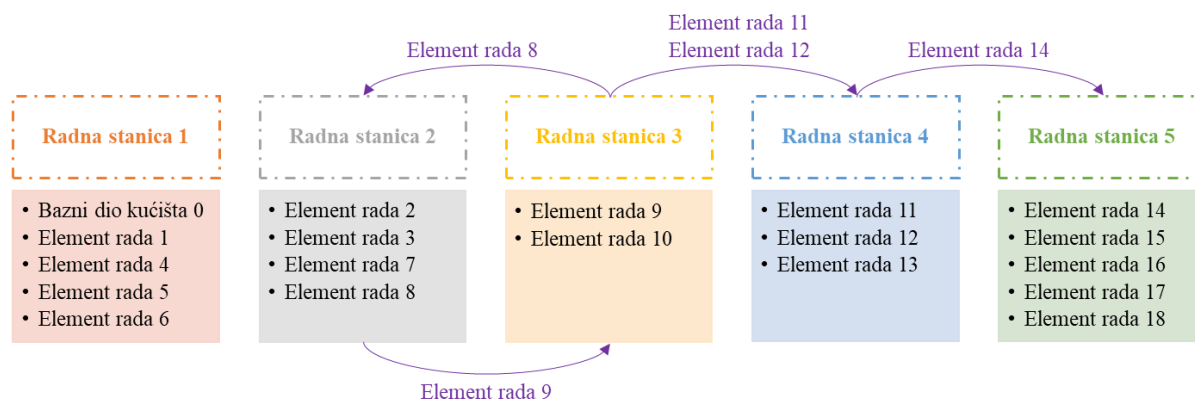 Element rada 11
Element rada 8
Element rada 12
Element rada 14
Radna stanica 1
Radna stanica 2
Radna stanica 3
Radna stanica 4
Radna stanica 5
• Bazni dio kućišta 0
• Element rada 1
• Element rada 4
• Element rada 5
• Element rada 6
• Element rada 2
• Element rada 3
• Element rada 7
• Element rada 8
• Element rada 9
• Element rada 10
• Element rada 11
• Element rada 12
• Element rada 13
• Element rada 14
• Element rada 15
• Element rada 16
• Element rada 17
• Element rada 18
Element rada 9